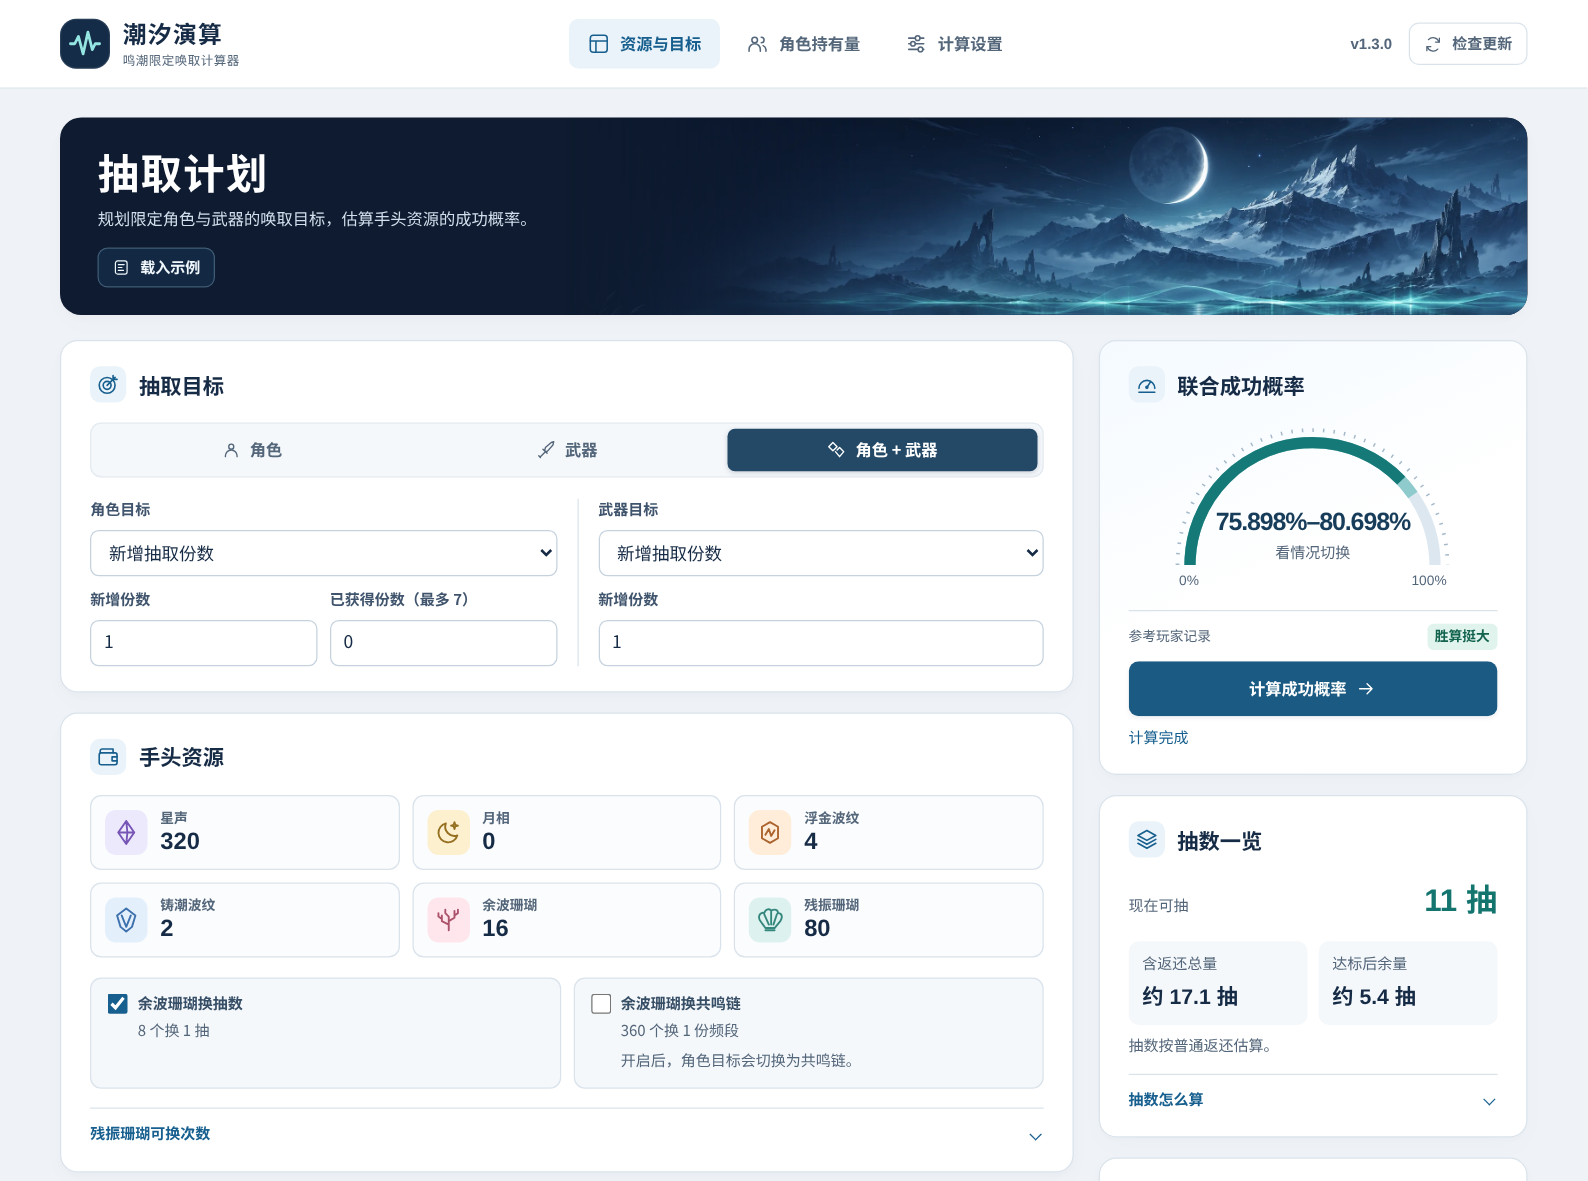 潮汐演算
鸣潮限定唤取计算器
资源与目标
角色持有量
计算设置
v1.3.0
检查更新
抽取计划
规划限定角色与武器的唤取目标，估算手头资源的成功概率。
载入示例
抽取目标
角色
武器
角色 + 武器
角色目标
武器目标
新增抽取份数
新增抽取份数
新增份数
已获得份数（最多 7）
新增份数
1
0
1
手头资源
星声
320
月相
0
浮金波纹
4
铸潮波纹
2
余波珊瑚
16
残振珊瑚
80
余波珊瑚换抽数
8 个换 1 抽
余波珊瑚换共鸣链
360 个换 1 份频段
开启后，角色目标会切换为共鸣链。
残振珊瑚可换次数
联合成功概率
75.898%–80.698%
看情况切换
0%
100%
参考玩家记录
胜算挺大
计算成功概率
计算完成
抽数一览
现在可抽
11 抽
含返还总量
约 17.1 抽
达标后余量
约 5.4 抽
抽数按普通返还估算。
抽数怎么算